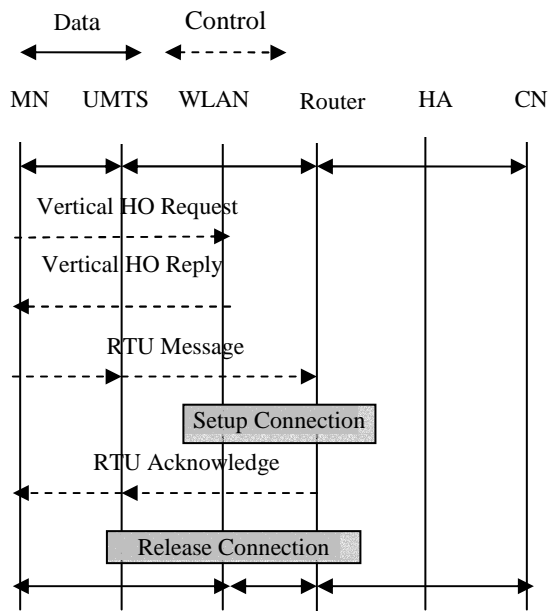 Data Control
MN UMTS WLAN Router HA CN
Vertical HO Request
Vertical HO Reply
RTU Message
Setup Connection
RTU Acknowledge
Release Connection